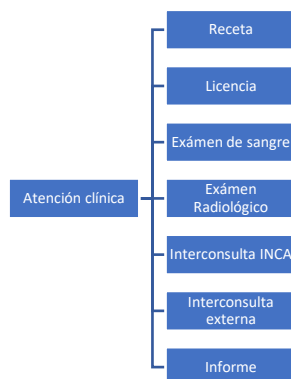 Receta
Licencia
Exámen de sangre
Atención clínica
Exámen
Radiológico
Interconsulta INCA
Interconsulta
externa
Informe